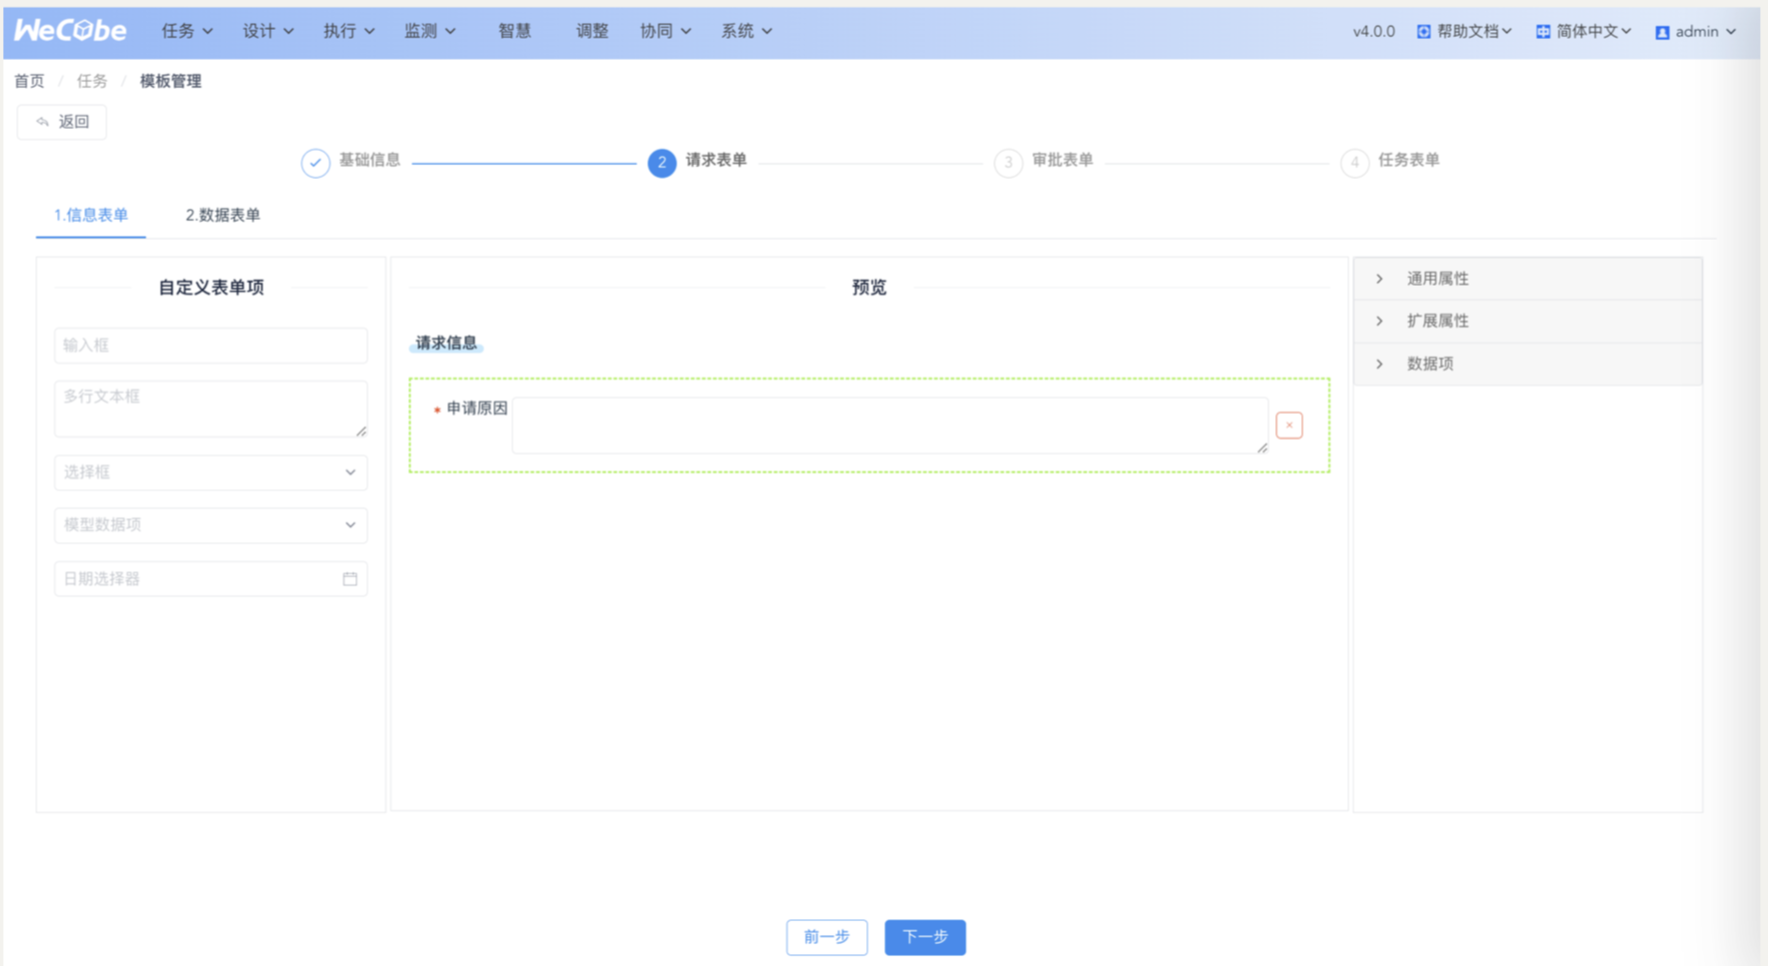 WeCube 任务 设计 执行 监测 智慧 调整 协同 系统 v4.0.0 帮助文档 简体中文 admin
首页 / 任务 / 模板管理
返回
基础信息 2 请求表单 3 审批表单 4 任务表单
1.信息表单 2.数据表单
自定义表单项
输入框
多行文本框
选择框
模型数据项
日期选择器
预览
请求信息
* 申请原因
通用属性
扩展属性
数据项
前一步 下一步